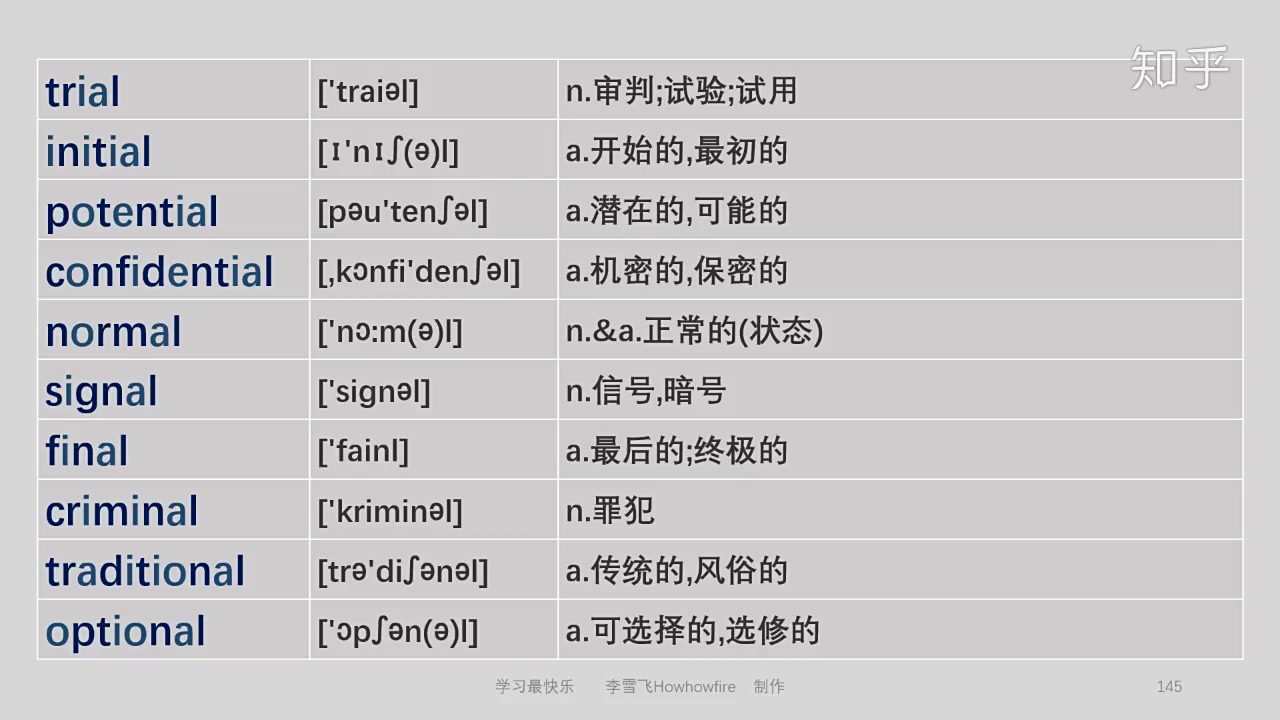 知乎
trial ['traiəl] n.审判;试验;试用
initial [ɪ'nɪʃ(ə)l] a.开始的,最初的
potential [pəu'tenʃəl] a.潜在的,可能的
confidential [,kɔnfi'denʃəl] a.机密的,保密的
normal ['nɔ:m(ə)l] n.&a.正常的(状态)
signal ['signəl] n.信号,暗号
final ['fainl] a.最后的;终极的
criminal ['kriminəl] n.罪犯
traditional [trə'diʃənəl] a.传统的,风俗的
optional ['ɔpʃən(ə)l] a.可选择的,选修的
学习最快乐 李雪飞Howhowfire 制作 145